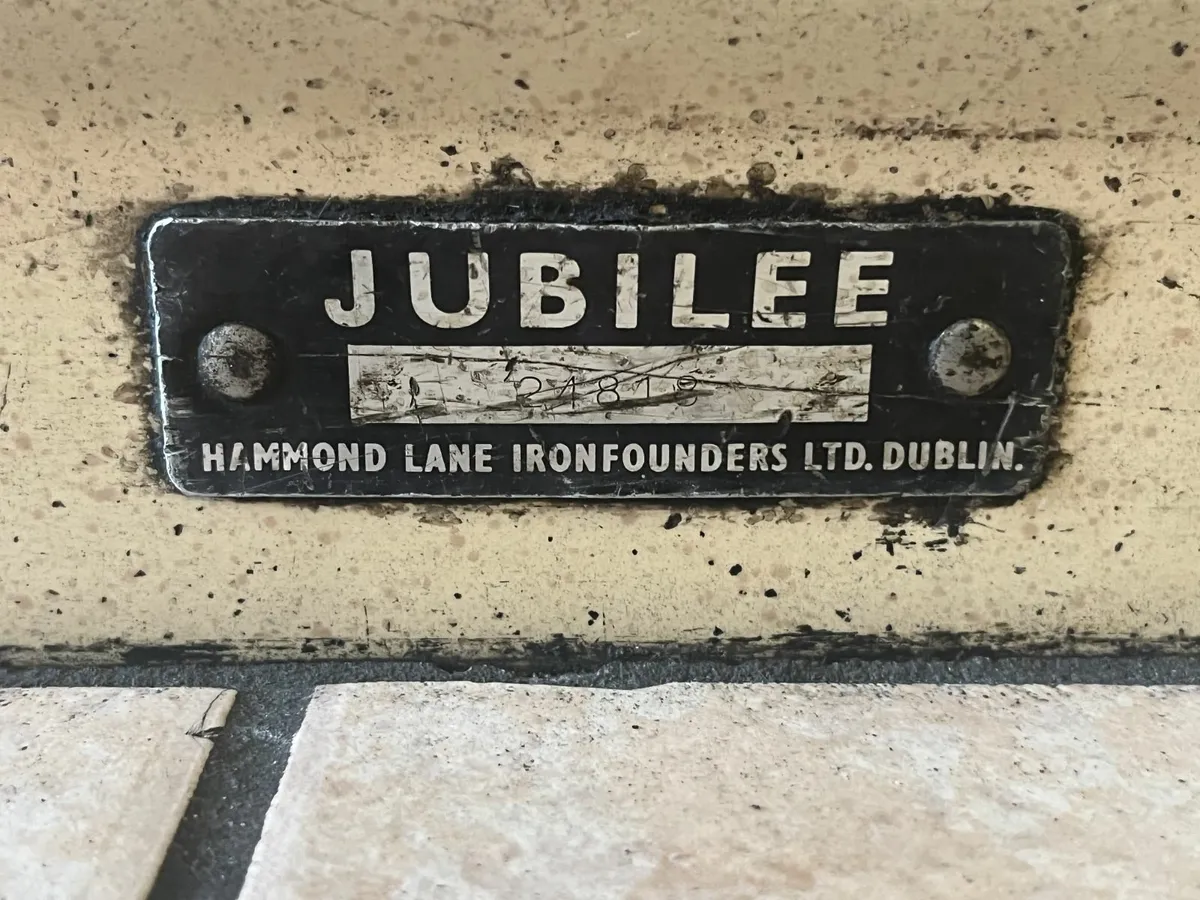 JUBILEE
HAMMOND LANE IRONFOUNDERS LTD. DUBLIN.